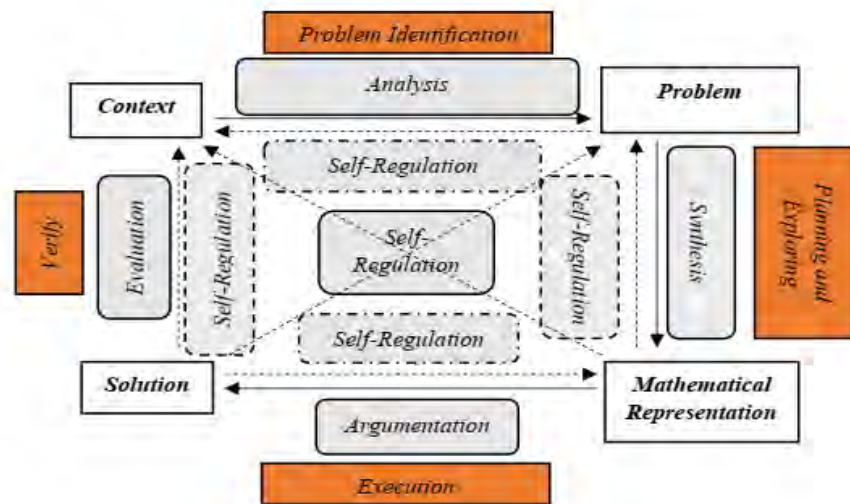 Problem Identification
Analysis
Context
Problem
Self-Regulation
Verify
Evaluation
Self-Regulation
Self-
Regulation
Self-Regulation
Synthesis
Planning and
Exploring
Self-Regulation
Solution
Mathematical
Representation
Argumentation
Execution